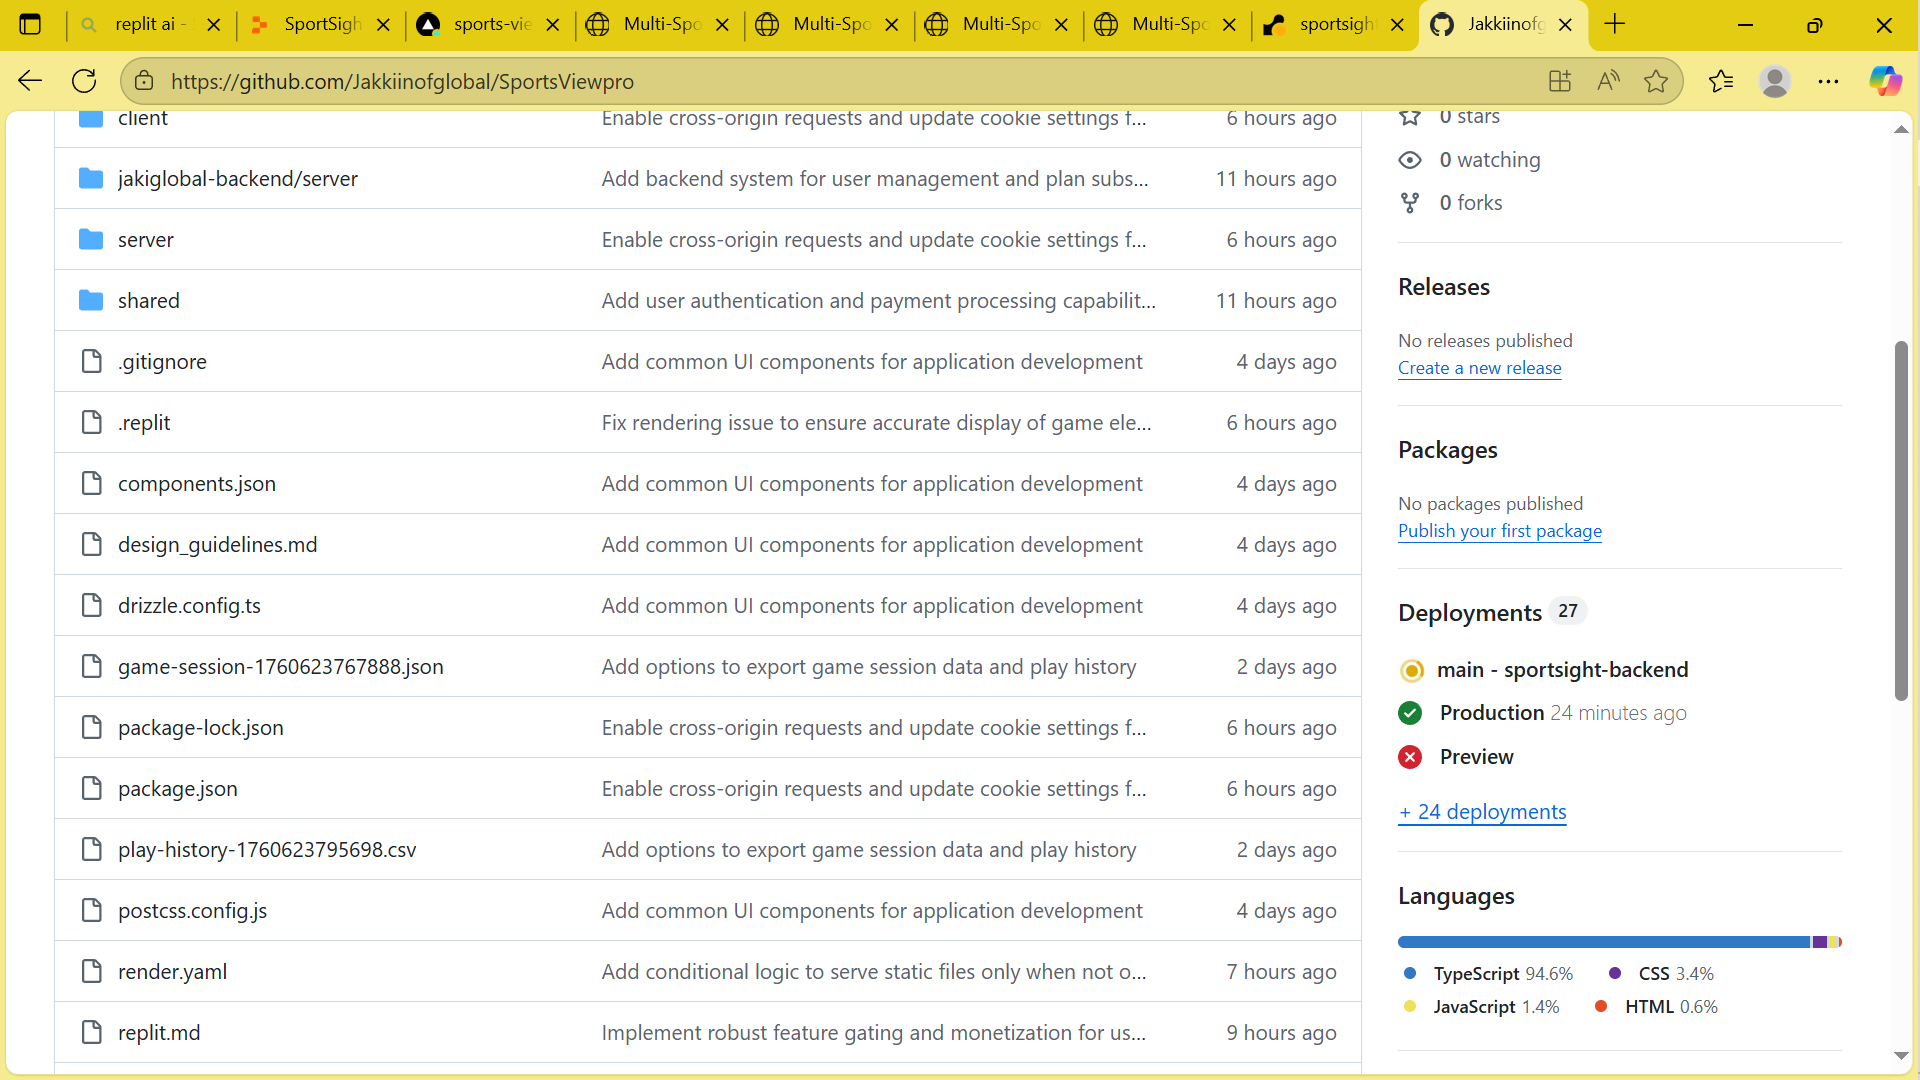 replit ai -
SportSigh
sports-vie
Multi-Spo
Multi-Spo
Multi-Spo
Multi-Spo
sportsight
Jakkiinofg
https://github.com/Jakkiinofglobal/SportsViewpro
client Enable cross-origin requests and update cookie settings f... 6 hours ago
jakiglobal-backend/server Add backend system for user management and plan subs... 11 hours ago
server Enable cross-origin requests and update cookie settings f... 6 hours ago
shared Add user authentication and payment processing capabilit... 11 hours ago
.gitignore Add common UI components for application development 4 days ago
.replit Fix rendering issue to ensure accurate display of game ele... 6 hours ago
components.json Add common UI components for application development 4 days ago
design_guidelines.md Add common UI components for application development 4 days ago
drizzle.config.ts Add common UI components for application development 4 days ago
game-session-1760623767888.json Add options to export game session data and play history 2 days ago
package-lock.json Enable cross-origin requests and update cookie settings f... 6 hours ago
package.json Enable cross-origin requests and update cookie settings f... 6 hours ago
play-history-1760623795698.csv Add options to export game session data and play history 2 days ago
postcss.config.js Add common UI components for application development 4 days ago
render.yaml Add conditional logic to serve static files only when not o... 7 hours ago
replit.md Implement robust feature gating and monetization for us... 9 hours ago
0 stars
0 watching
0 forks
Releases
No releases published
Create a new release
Packages
No packages published
Publish your first package
Deployments 27
main - sportsight-backend
Production 24 minutes ago
Preview
+ 24 deployments
Languages
TypeScript 94.6% CSS 3.4%
JavaScript 1.4% HTML 0.6%